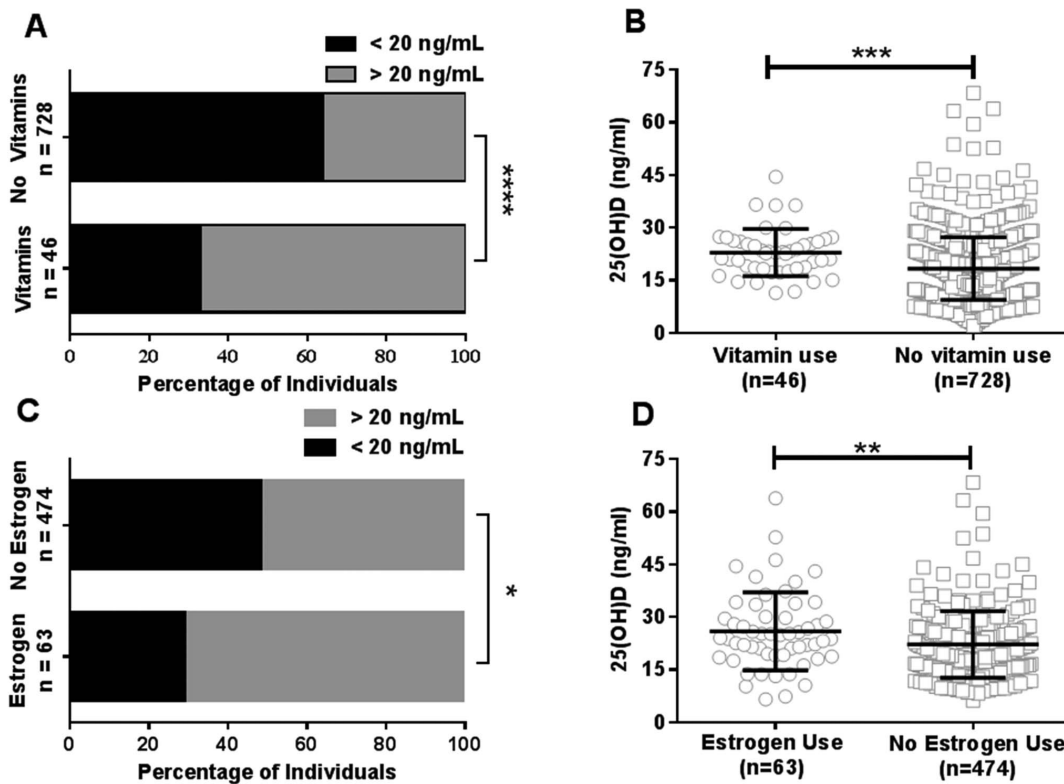 A
< 20 ng/mL
> 20 ng/mL
No Vitamins
n = 728
Vitamins
n = 46
****
0 20 40 60 80 100
Percentage of Individuals
B
***
25(OH)D (ng/ml)
75
60
45
30
15
0
Vitamin use
(n=46)
No vitamin use
(n=728)
C
> 20 ng/mL
< 20 ng/mL
No Estrogen
n = 474
Estrogen
n = 63
*
0 20 40 60 80 100
Percentage of Individuals
D
**
25(OH)D (ng/ml)
75
60
45
30
15
0
Estrogen Use
(n=63)
No Estrogen Use
(n=474)